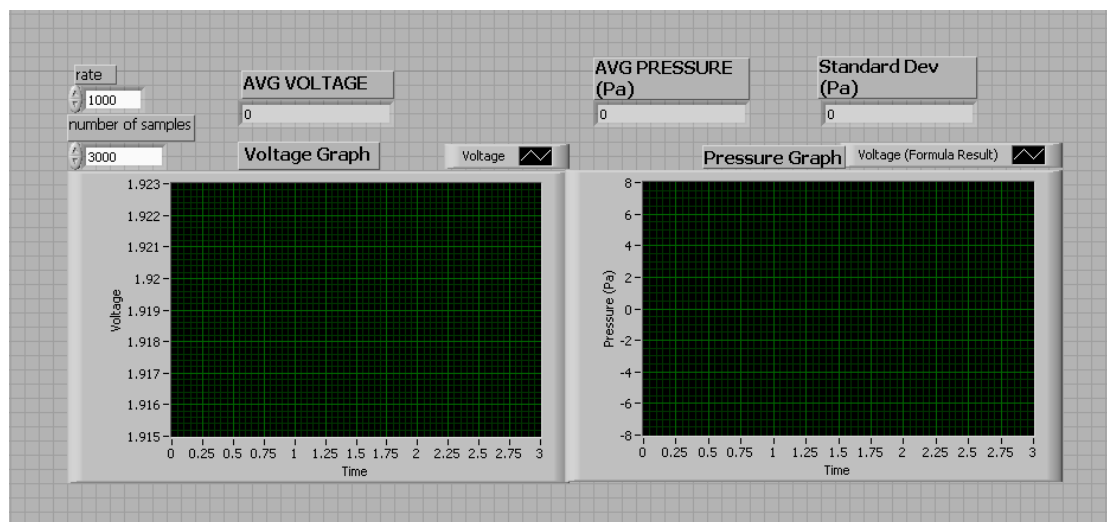 rate
1000
number of samples
3000
AVG VOLTAGE
0
AVG PRESSURE
(Pa)
0
Standard Dev
(Pa)
0
Voltage Graph
Voltage
1.923
1.922
1.921
1.92
1.919
1.918
1.917
1.916
1.915
Voltage
0 0.25 0.5 0.75 1 1.25 1.5 1.75 2 2.25 2.5 2.75 3
Time
Pressure Graph
Voltage (Formula Result)
8
6
4
2
0
-2
-4
-6
-8
Pressure (Pa)
0 0.25 0.5 0.75 1 1.25 1.5 1.75 2 2.25 2.5 2.75 3
Time